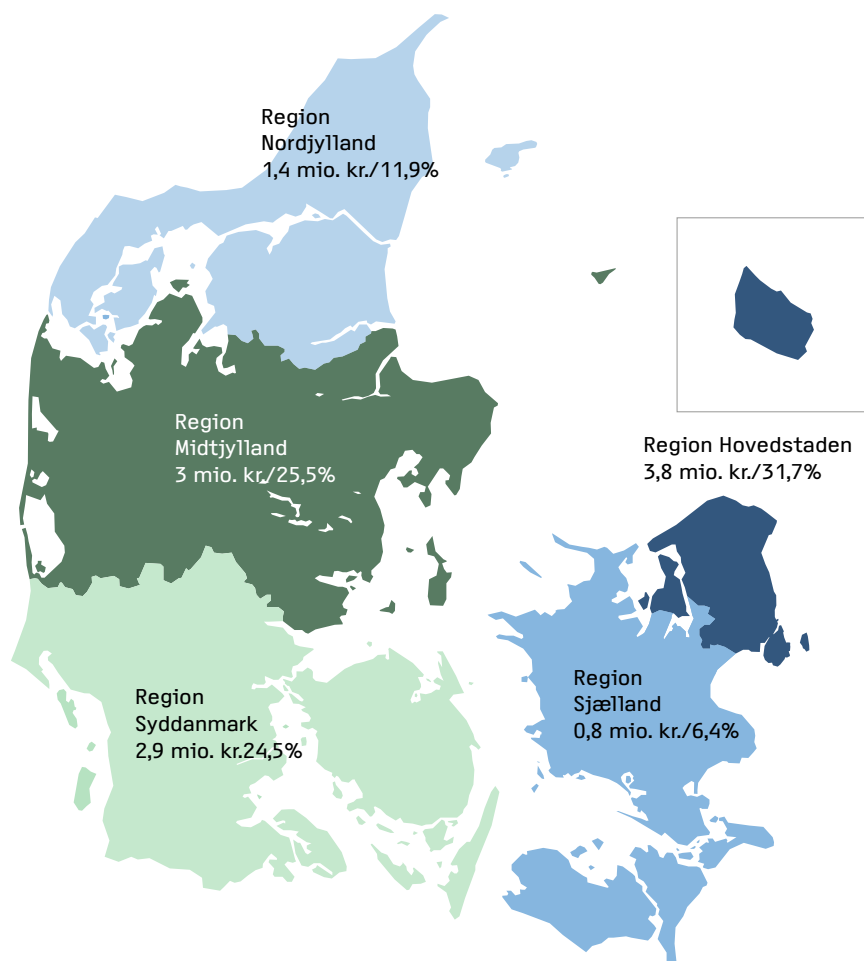 Region
Nordjylland
1,4 mio. kr./11,9%
Region
Midtjylland
3 mio. kr./25,5%
Region Hovedstaden
3,8 mio. kr./31,7%
Region
Syddanmark
2,9 mio. kr.24,5%
Region
Sjælland
0,8 mio. kr./6,4%